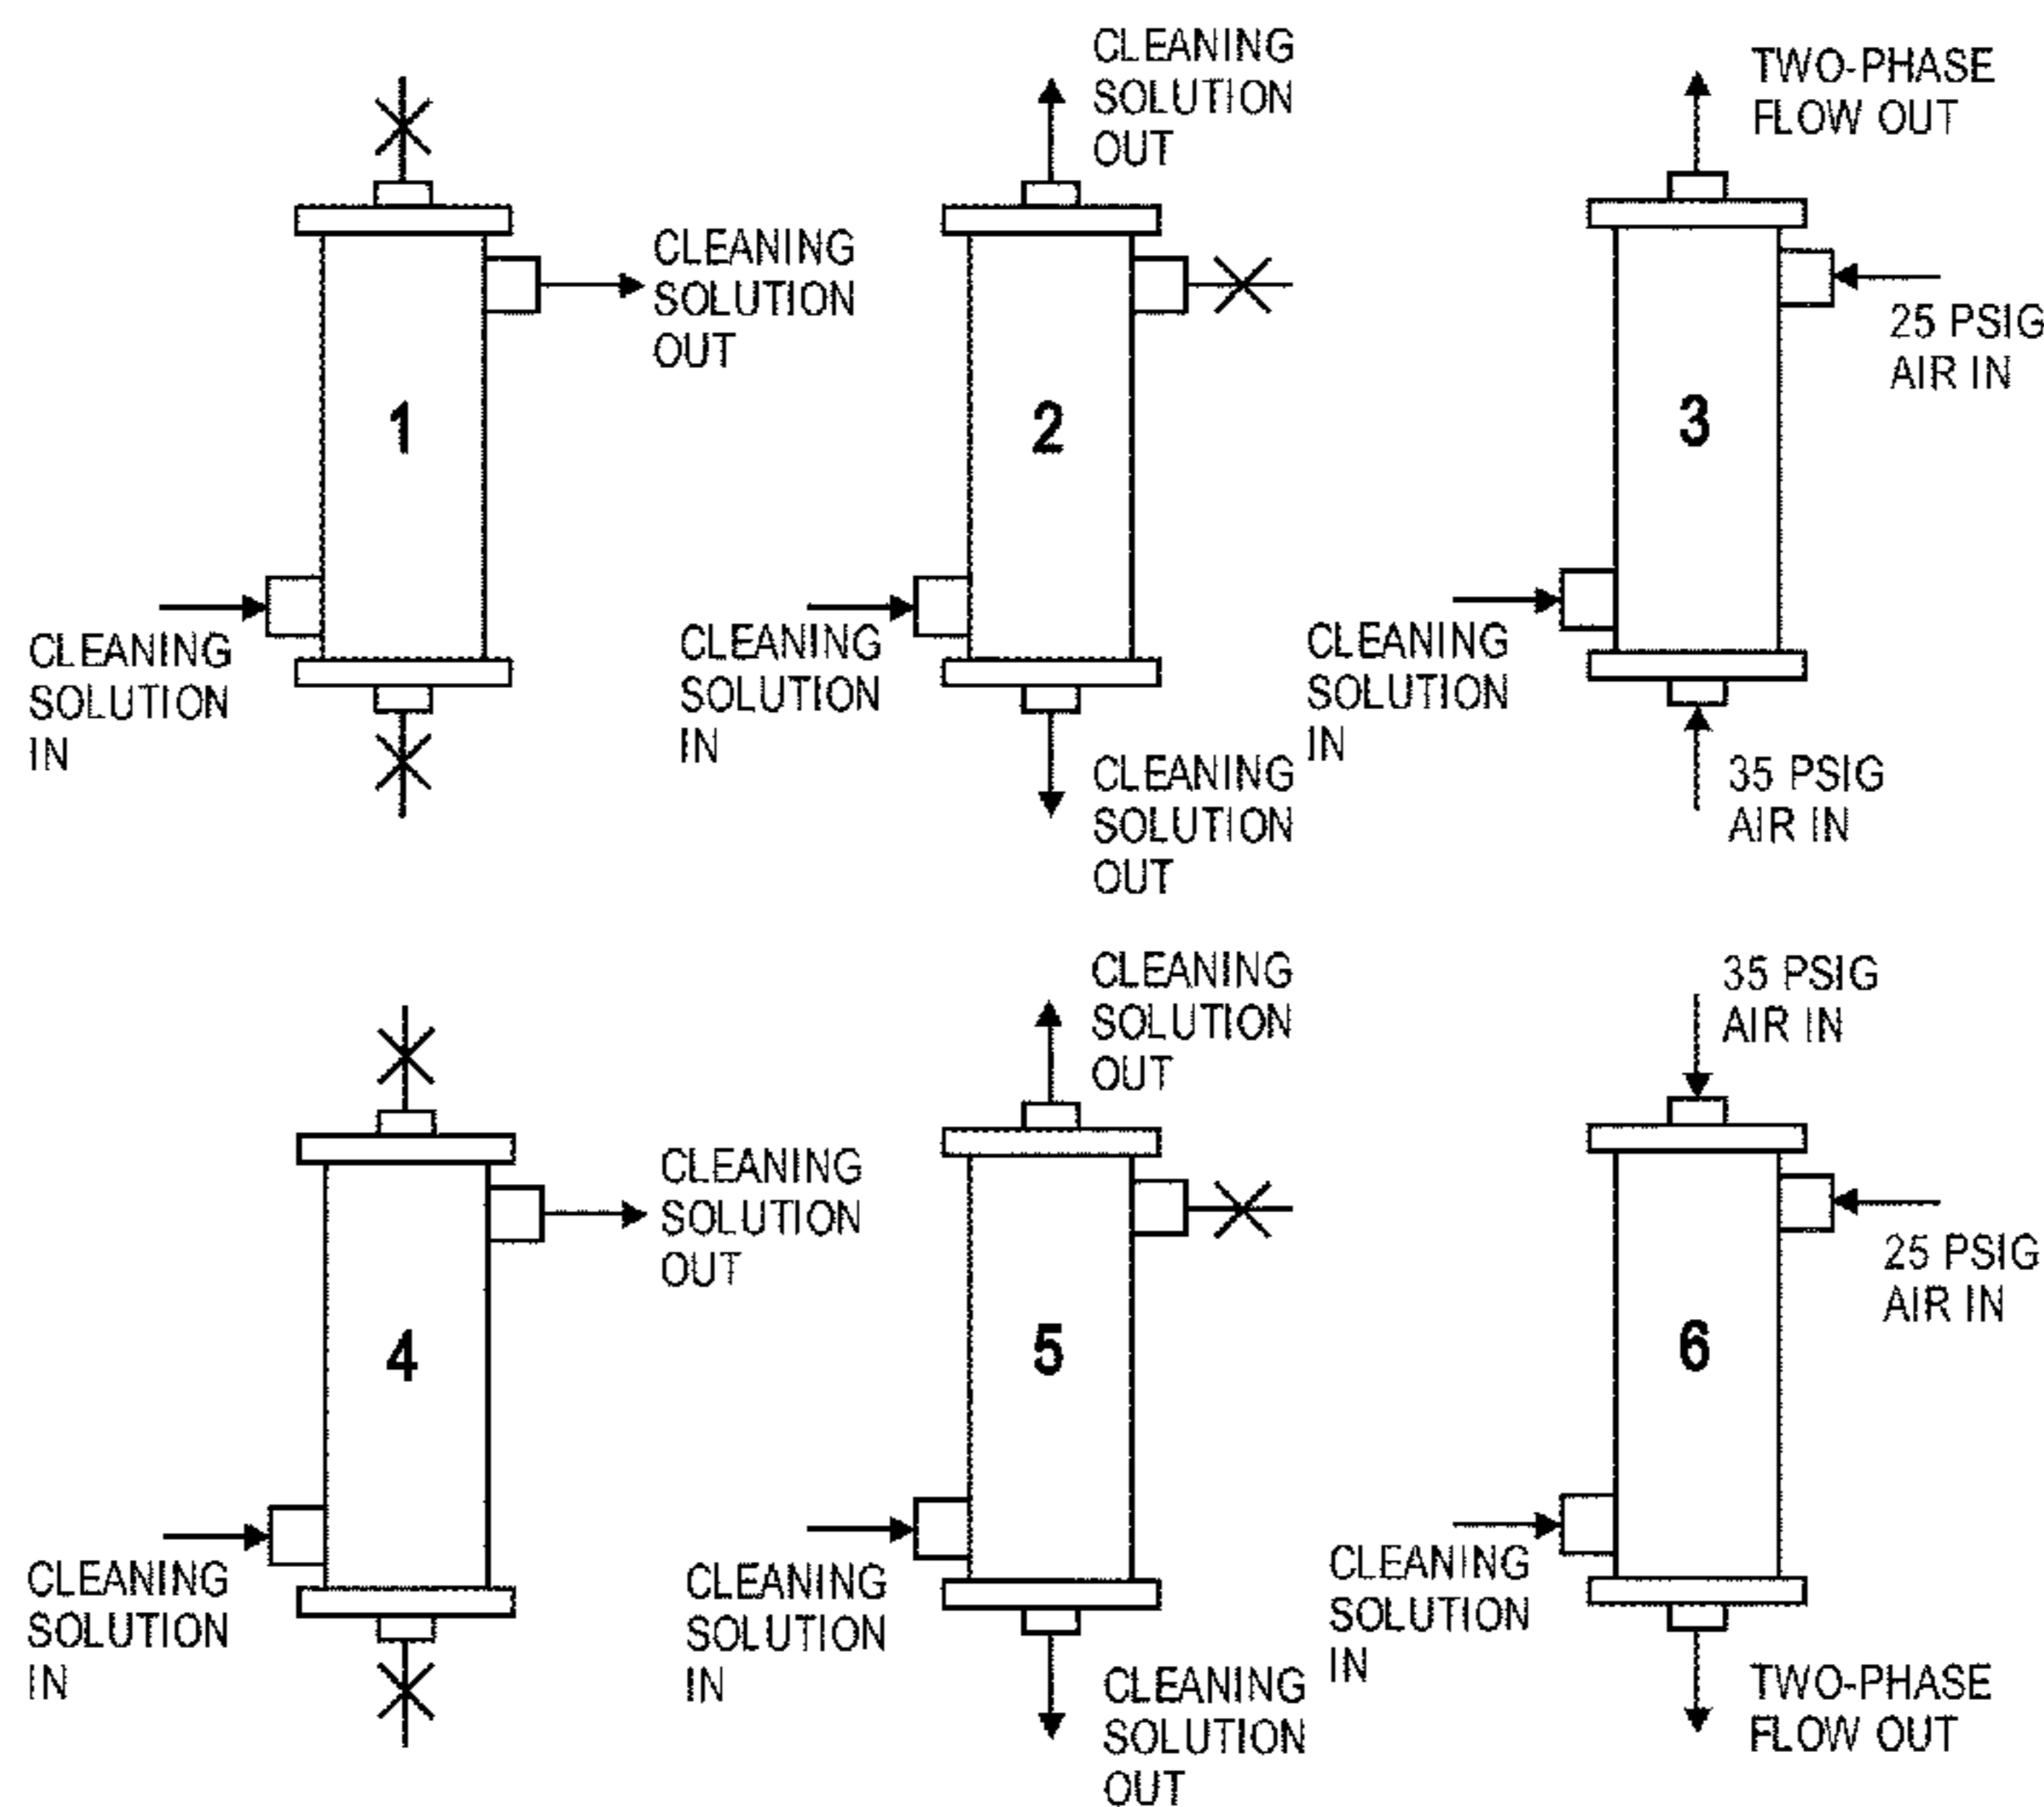 CLEANING
SOLUTION
OUT
1
CLEANING
SOLUTION
IN
CLEANING
SOLUTION
OUT
2
CLEANING
SOLUTION
IN
CLEANING
SOLUTION
OUT
TWO-PHASE
FLOW OUT
25 PSIG
AIR IN
3
CLEANING
SOLUTION
IN
35 PSIG
AIR IN
CLEANING
SOLUTION
OUT
4
CLEANING
SOLUTION
IN
CLEANING
SOLUTION
OUT
5
CLEANING
SOLUTION
IN
CLEANING
SOLUTION
OUT
35 PSIG
AIR IN
25 PSIG
AIR IN
6
CLEANING
SOLUTION
IN
TWO-PHASE
FLOW OUT